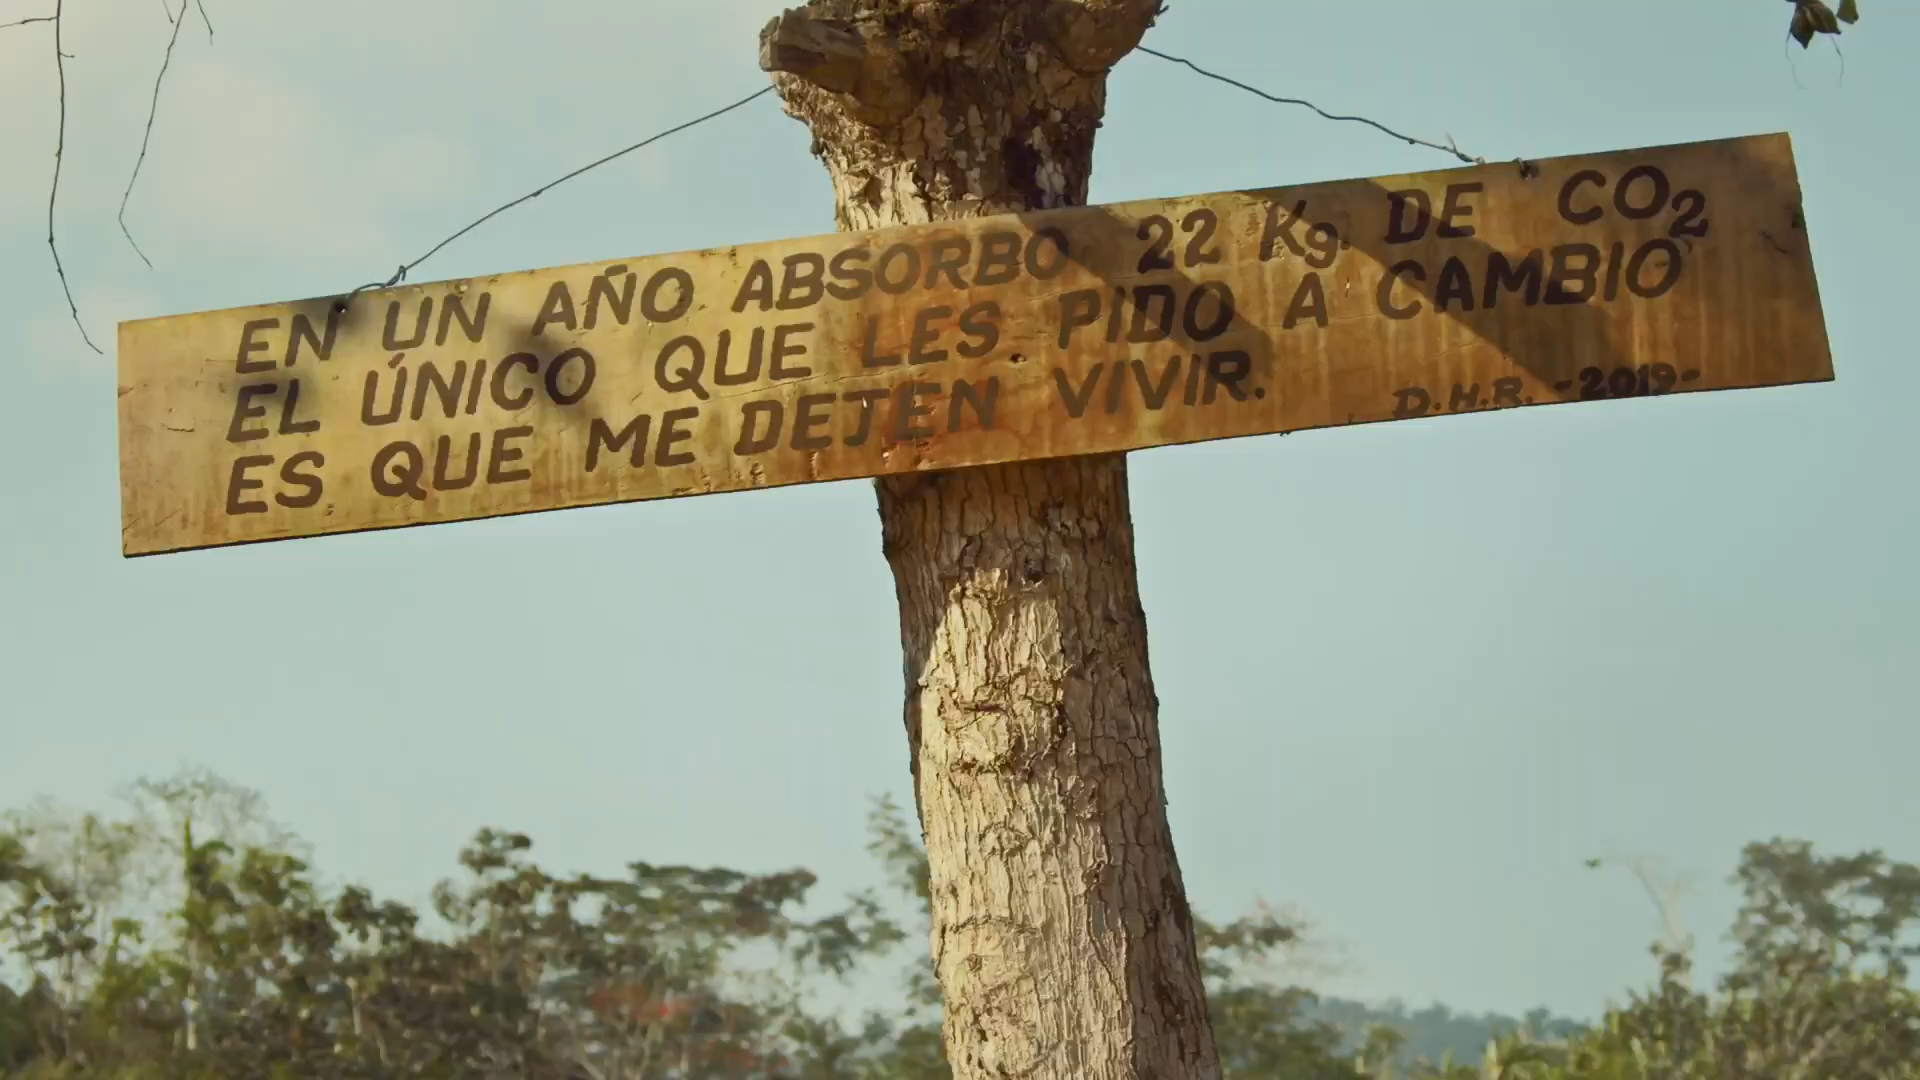 EN UN AÑO ABSORBO 22 Kg. DE CO₂
EL ÚNICO QUE LES PIDO A CAMBIO
ES QUE ME DEJEN VIVIR.
D.H.R. -2019-